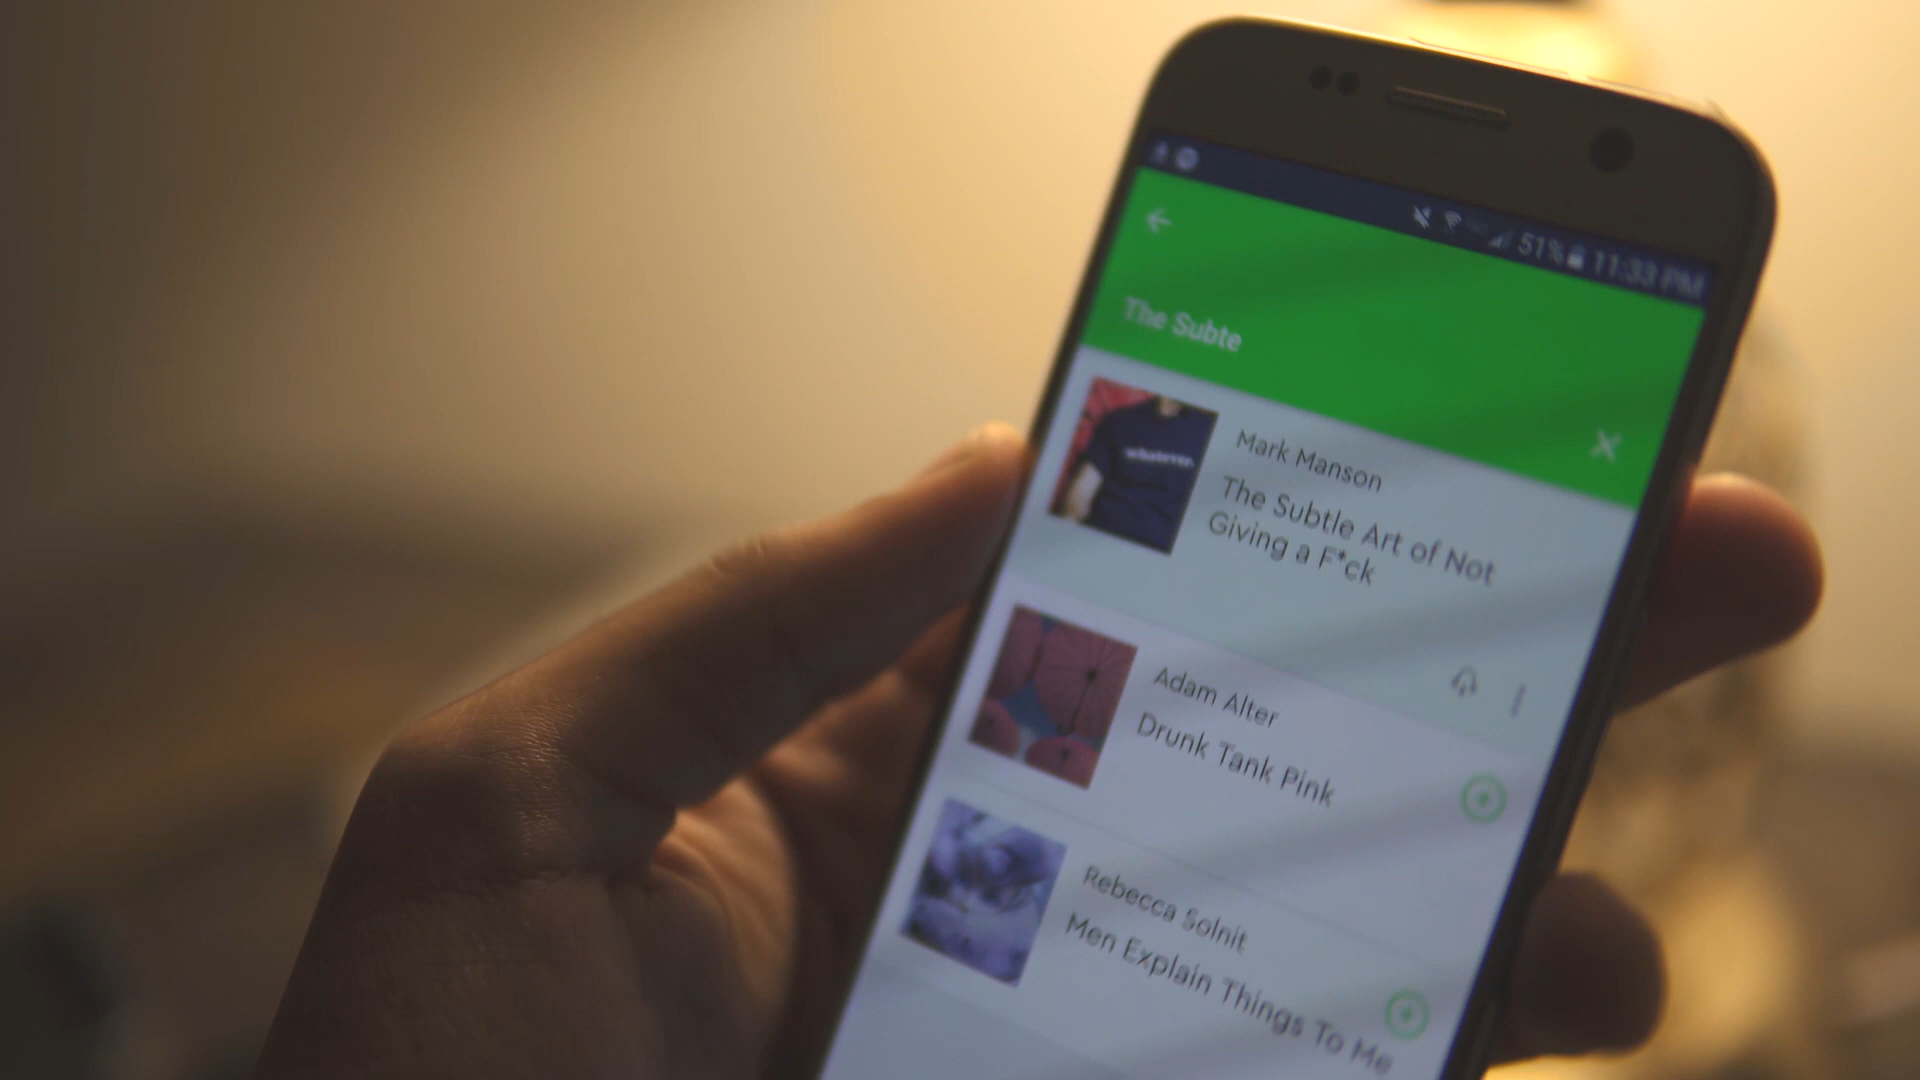 51% 11:33 PM
The Subte
whatever.
Mark Manson
The Subtle Art of Not
Giving a F*ck
Adam Alter
Drunk Tank Pink
Rebecca Solnit
Men Explain Things To Me